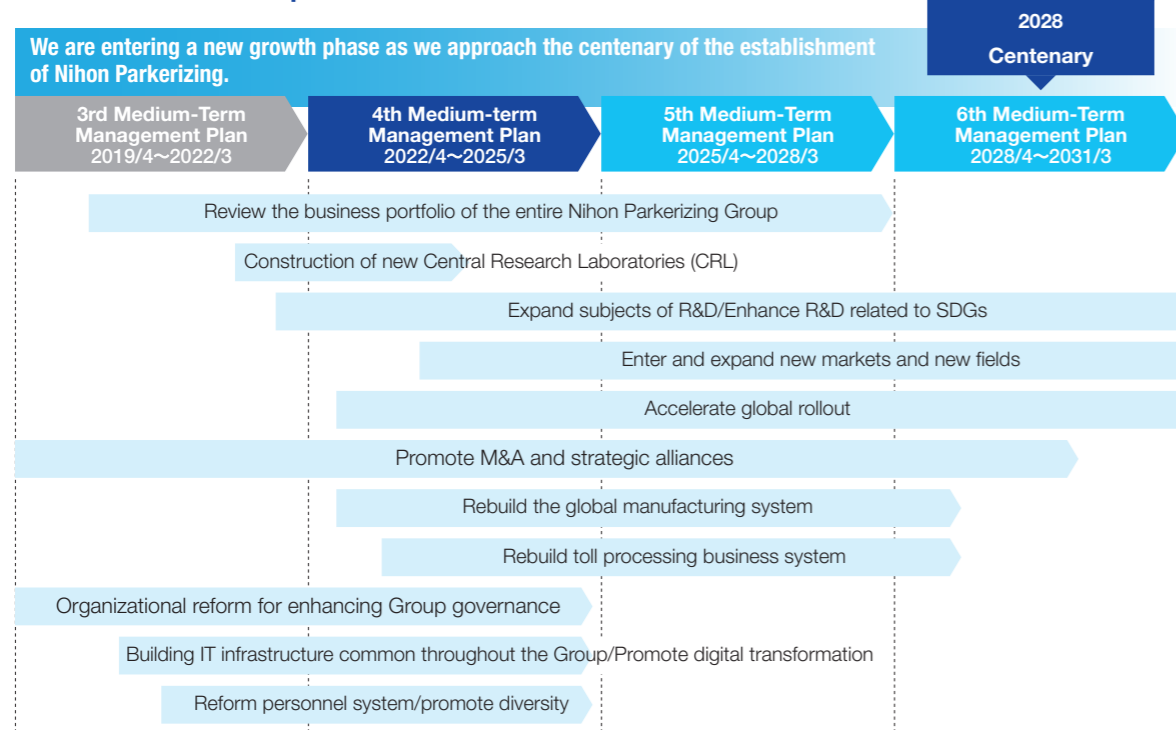 2028
Centenary
We are entering a new growth phase as we approach the centenary of the establishment
of Nihon Parkerizing.
3rd Medium-Term
Management Plan
2019/4〜2022/3
4th Medium-term
Management Plan
2022/4〜2025/3
5th Medium-Term
Management Plan
2025/4〜2028/3
6th Medium-Term
Management Plan
2028/4〜2031/3
Review the business portfolio of the entire Nihon Parkerizing Group
Construction of new Central Research Laboratories (CRL)
Expand subjects of R&D/Enhance R&D related to SDGs
Enter and expand new markets and new fields
Accelerate global rollout
Promote M&A and strategic alliances
Rebuild the global manufacturing system
Rebuild toll processing business system
Organizational reform for enhancing Group governance
Building IT infrastructure common throughout the Group/Promote digital transformation
Reform personnel system/promote diversity